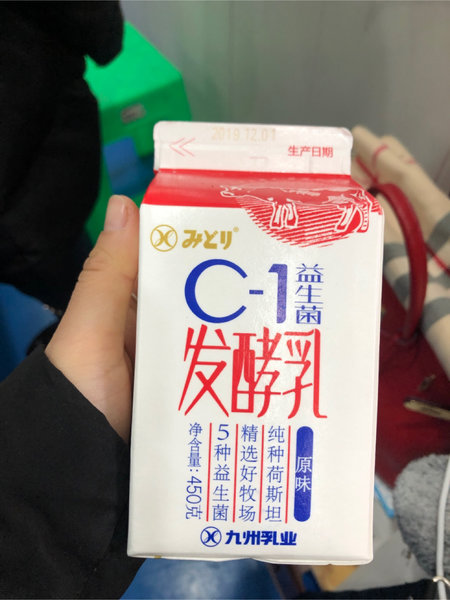 2019.12.01
生产日期
みどり®
C-1益生菌
发酵乳
原味
纯种荷斯坦
精选好牧场
5种益生菌
净含量:450克
九州乳业